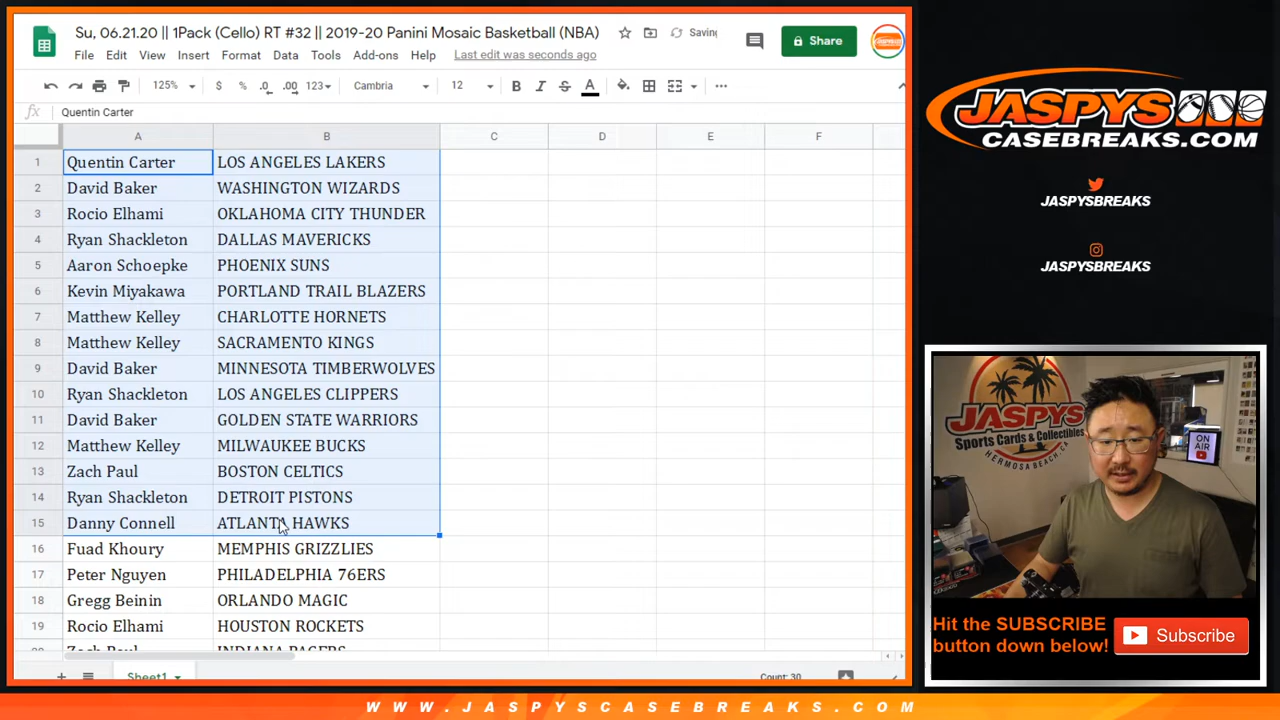 Su, 06.21.20 || 1Pack (Cello) RT #32 || 2019-20 Panini Mosaic Basketball (NBA)
Saving
File Edit View Insert Format Data Tools Add-ons Help Last edit was seconds ago
Share
125% $ % .0 .00 123 Cambria 12 B I S A
fx Quentin Carter
A B C D E F
1 Quentin Carter LOS ANGELES LAKERS
2 David Baker WASHINGTON WIZARDS
3 Rocio Elhami OKLAHOMA CITY THUNDER
4 Ryan Shackleton DALLAS MAVERICKS
5 Aaron Schoepke PHOENIX SUNS
6 Kevin Miyakawa PORTLAND TRAIL BLAZERS
7 Matthew Kelley CHARLOTTE HORNETS
8 Matthew Kelley SACRAMENTO KINGS
9 David Baker MINNESOTA TIMBERWOLVES
10 Ryan Shackleton LOS ANGELES CLIPPERS
11 David Baker GOLDEN STATE WARRIORS
12 Matthew Kelley MILWAUKEE BUCKS
13 Zach Paul BOSTON CELTICS
14 Ryan Shackleton DETROIT PISTONS
15 Danny Connell ATLANTA HAWKS
16 Fuad Khoury MEMPHIS GRIZZLIES
17 Peter Nguyen PHILADELPHIA 76ERS
18 Gregg Beinin ORLANDO MAGIC
19 Rocio Elhami HOUSTON ROCKETS
Zach Paul INDIANA PACERS
Sheet1 Count: 30
JASPYS
CASEBREAKS.COM
JASPYSBREAKS
JASPYSBREAKS
JASPYS
Sports Cards & Collectibles
HERMOSA BEACH, CA
ON
AIR
Hit the SUBSCRIBE
button down below!
Subscribe
WWW.JASPYSCASEBREAKS.COM